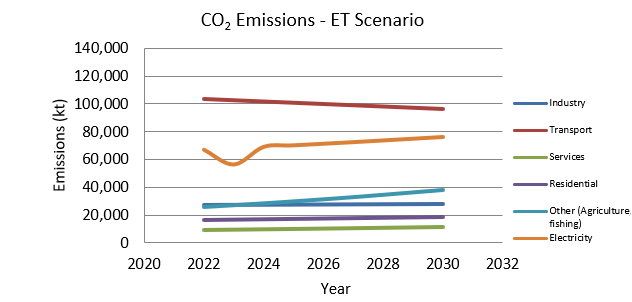 CO₂ Emissions - ET Scenario
140,000
120,000
100,000
80,000
60,000
40,000
20,000
0
Emissions (kt)
2020 2022 2024 2026 2028 2030 2032
Year
Industry
Transport
Services
Residential
Other (Agriculture,
fishing)
Electricity